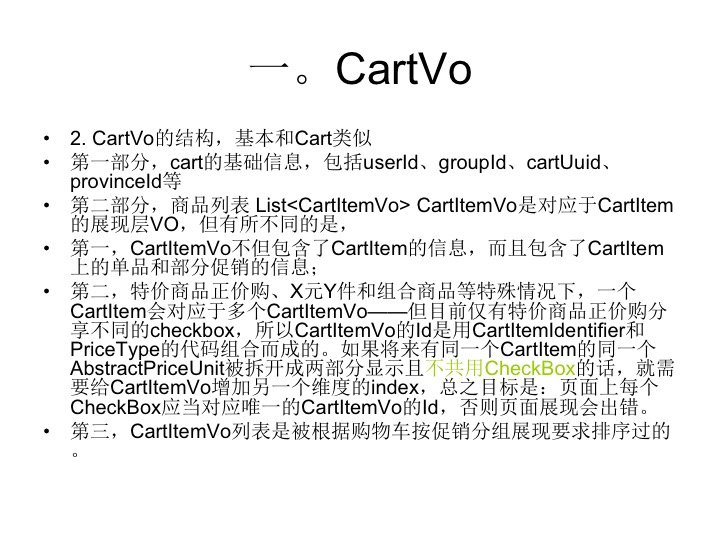 一。CartVo
• 2. CartVo的结构，基本和Cart类似
• 第一部分，cart的基础信息，包括userId、groupId、cartUuid、
provinceId等
• 第二部分，商品列表 List<CartItemVo> CartItemVo是对应于CartItem
的展现层VO，但有所不同的是，
• 第一，CartItemVo不但包含了CartItem的信息，而且包含了CartItem
上的单品和部分促销的信息；
• 第二，特价商品正价购、X元Y件和组合商品等特殊情况下，一个
CartItem会对应于多个CartItemVo——但目前仅有特价商品正价购分
享不同的checkbox，所以CartItemVo的Id是用CartItemIdentifier和
PriceType的代码组合而成的。如果将来有同一个CartItem的同一个
AbstractPriceUnit被拆开成两部分显示且不共用CheckBox的话，就需
要给CartItemVo增加另一个维度的index，总之目标是：页面上每个
CheckBox应当对应唯一的CartItemVo的Id，否则页面展现会出错。
• 第三，CartItemVo列表是被根据购物车按促销分组展现要求排序过的
。